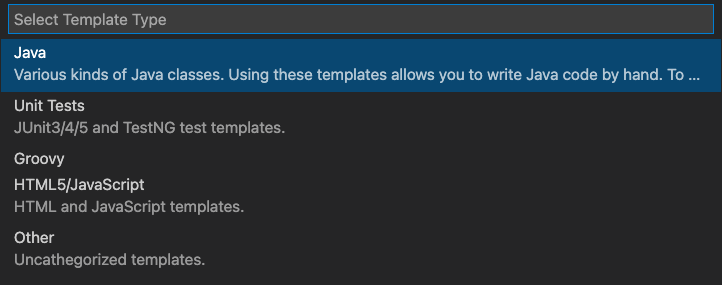 Select Template Type
Java
Various kinds of Java classes. Using these templates allows you to write Java code by hand. To ...
Unit Tests
JUnit3/4/5 and TestNG test templates.
Groovy
HTML5/JavaScript
HTML and JavaScript templates.
Other
Uncathegorized templates.